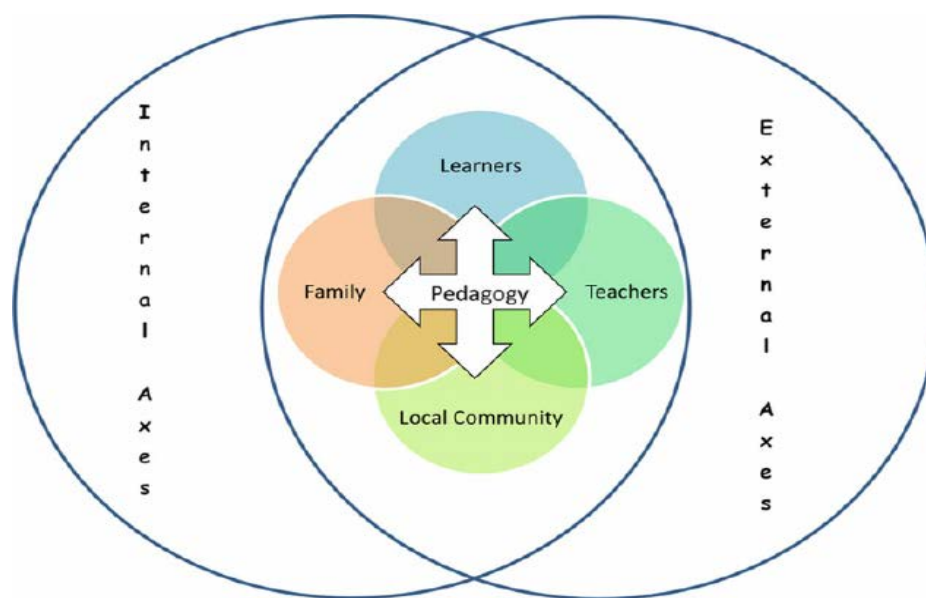 Internal Axes
Learners
Family
Pedagogy
Teachers
Local Community
External Axes